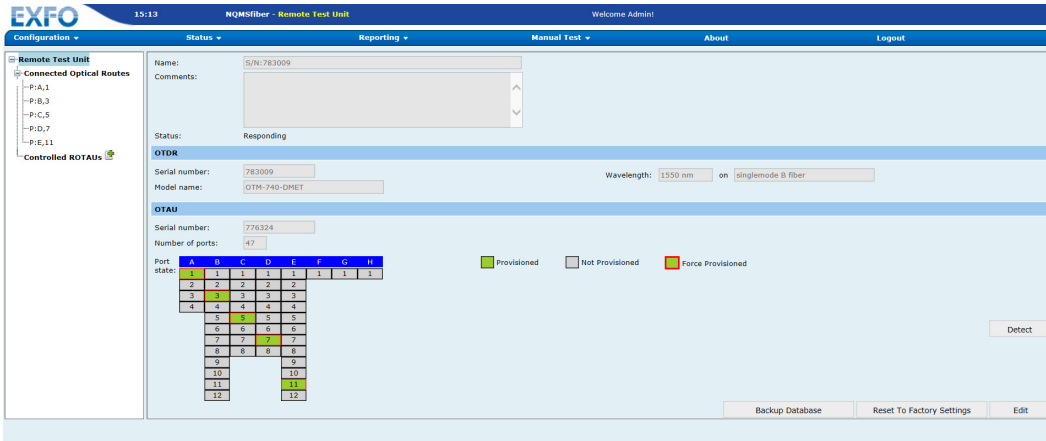 EXFO 15:13 NQMSfiber - Remote Test Unit Welcome Admin!
Configuration Status Reporting Manual Test About Logout
Remote Test Unit
Connected Optical Routes
P:A,1
P:B,3
P:C,5
P:D,7
P:E,11
Controlled ROTAUs
Name: S/N:783009
Comments:
Status: Responding
OTDR
Serial number: 783009 Wavelength: 1550 nm on singlemode B fiber
Model name: OTM-740-DMET
OTAU
Serial number: 776324
Number of ports: 47
Port state: A B C D E F G H Provisioned Not Provisioned Force Provisioned
1 1 1 1 1 1 1 1
2 2 2 2 2
3 3 3 3 3
4 4 4 4 4
5 5 5 5
6 6 6 6
7 7 7 7
8 8 8 8
9 9
10 10
11 11
12 12
Detect
Backup Database Reset To Factory Settings Edit